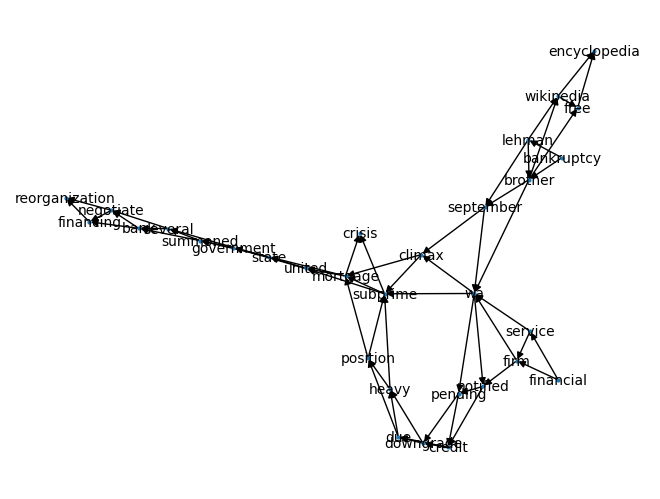 encyclopedia
wikipedia
free
lehman
bankruptcy
brother
reorganization
september
negotiate
financing
several
crisis
summoned
government
climax
state
united
mortgage
subprime
wa
service
position
firm
financial
notified
heavy
pending
due
downgrade
credit